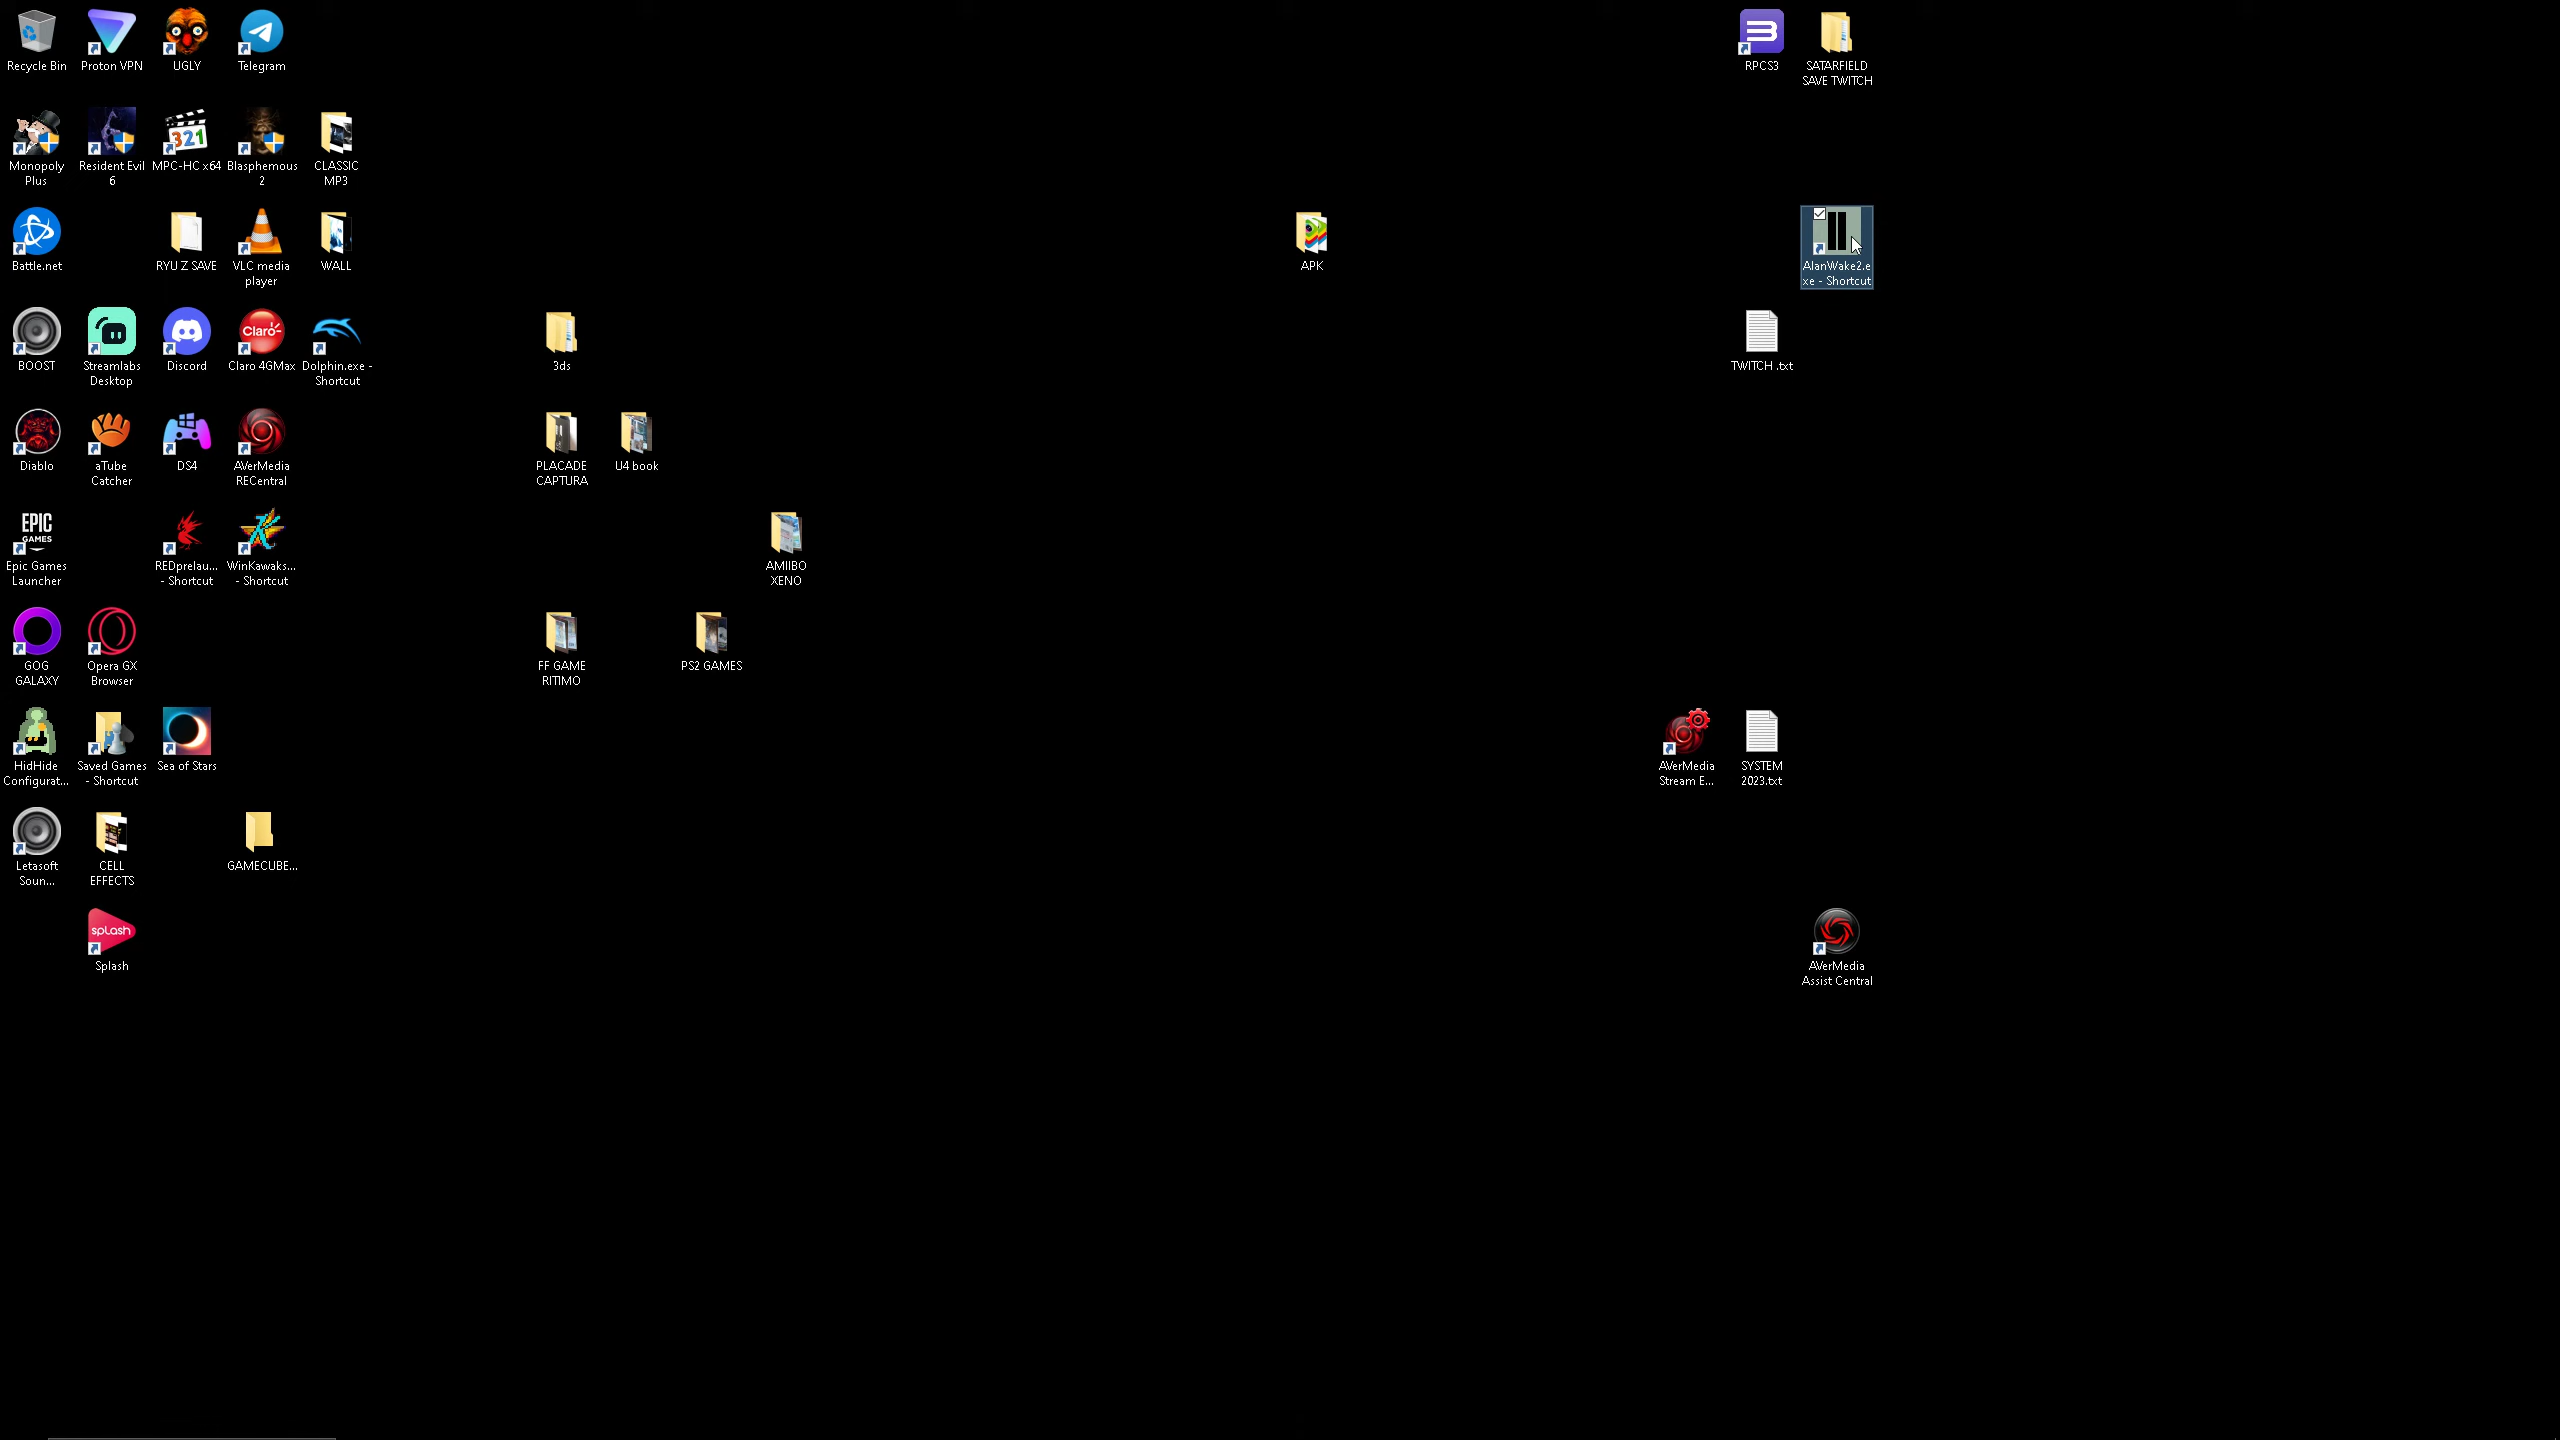 Recycle Bin
Proton VPN
UGLY
Telegram
RPCS3
SATARFIELD
SAVE TWITCH
321
Monopoly
Plus
Resident Evil
6
MPC-HC x64
Blasphemous
2
CLASSIC
MP3
Battle.net
RYU Z SAVE
VLC media
player
WALL
APK
AlanWake2.e
xe - Shortcut
BOOST
Streamlabs
Desktop
Discord
Claro
Claro 4GMax
Dolphin.exe -
Shortcut
3ds
TWITCH .txt
Diablo
aTube
Catcher
DS4
AVerMedia
RECentral
PLACADE
CAPTURA
U4 book
EPIC
GAMES
Epic Games
Launcher
REDprelau...
- Shortcut
WinKawaks...
- Shortcut
AMIIBO
XENO
GOG
GALAXY
Opera GX
Browser
FF GAME
RITIMO
PS2 GAMES
HidHide
Configurat...
Saved Games
- Shortcut
Sea of Stars
AVerMedia
Stream E...
SYSTEM
2023.txt
Letasoft
Soun...
CELL
EFFECTS
GAMECUBE...
splash
Splash
AVerMedia
Assist Central